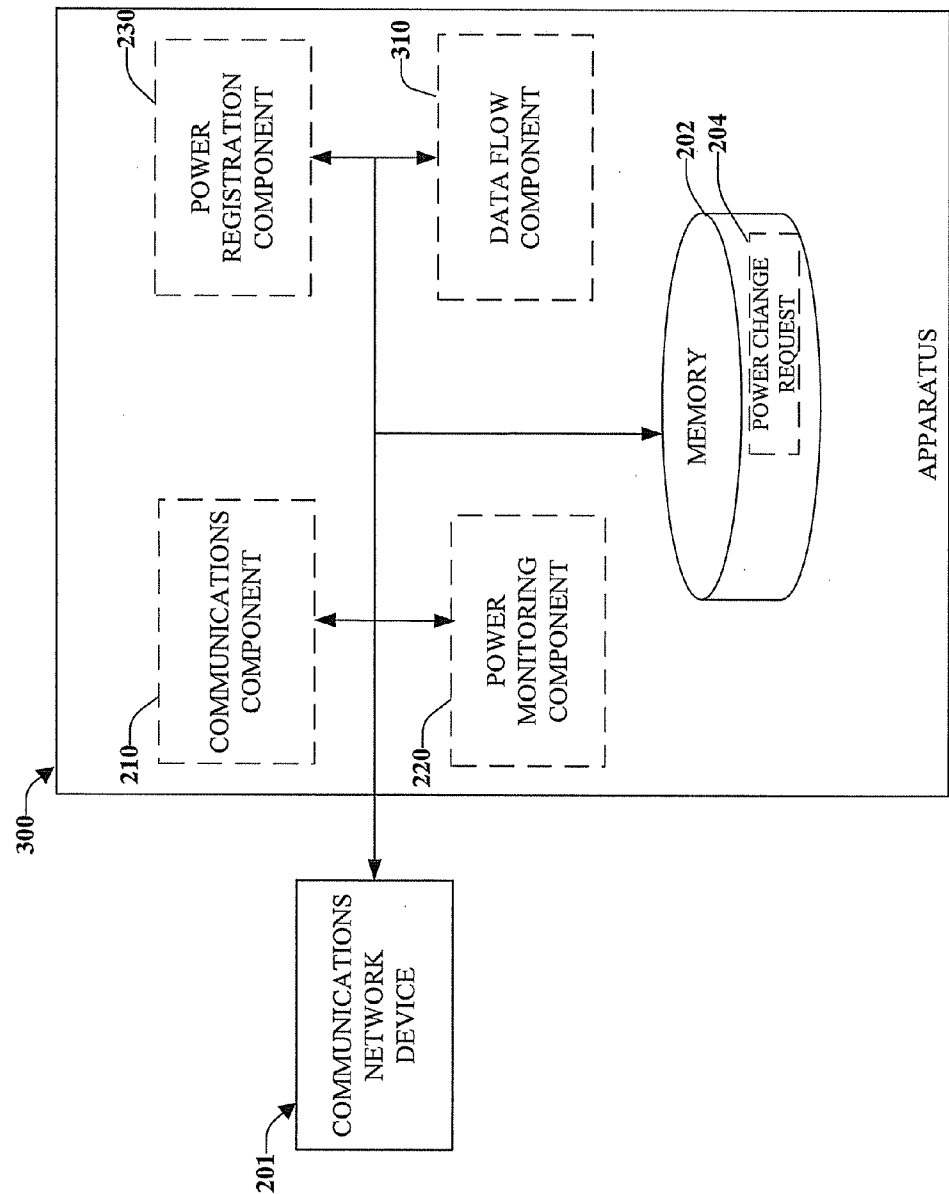 300
201
COMMUNICATIONS
NETWORK
DEVICE
210
COMMUNICATIONS
COMPONENT
230
POWER
REGISTRATION
COMPONENT
220
POWER
MONITORING
COMPONENT
310
DATA FLOW
COMPONENT
202
204
MEMORY
POWER CHANGE
REQUEST
APPARATUS